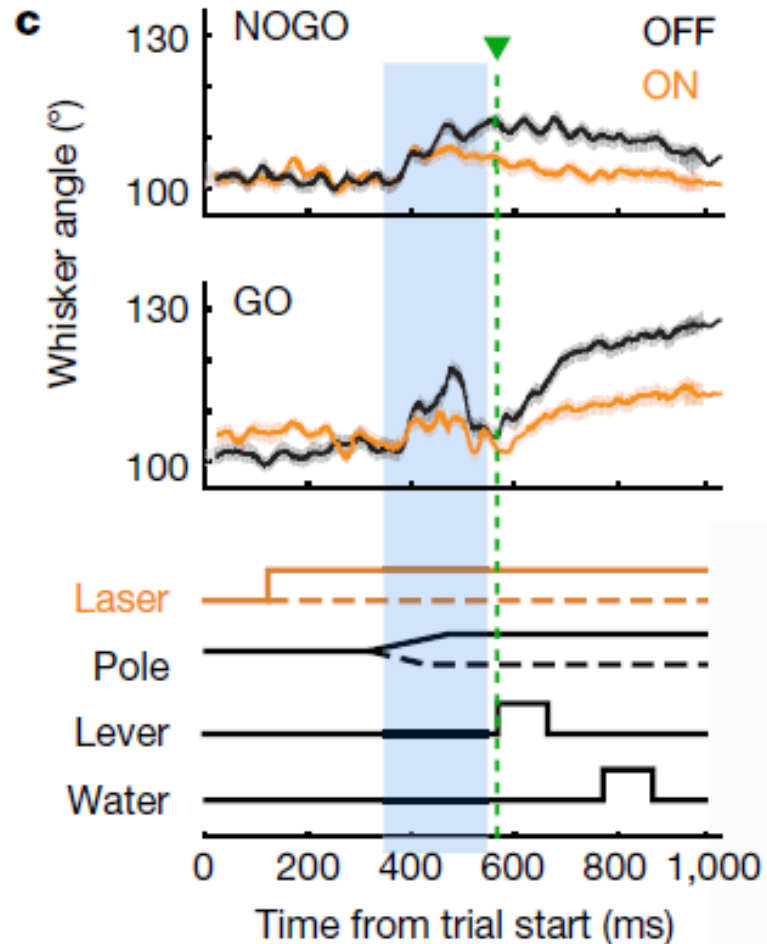 c
NOGO
OFF
ON
130
100
Whisker angle (°)
GO
130
100
Laser
Pole
Lever
Water
0 200 400 600 800 1,000
Time from trial start (ms)